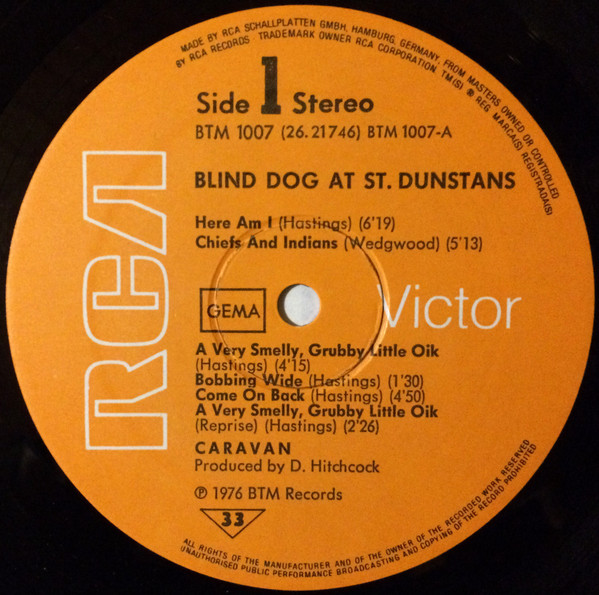 MADE BY RCA SCHALLPLATTEN GMBH, HAMBURG, GERMANY, FROM MASTERS OWNED OR CONTROLLED
BY RCA RECORDS. TRADEMARK OWNER RCA CORPORATION. TM(S) ® REG. MARCA(S) REGISTRADA(S)
Side 1 Stereo
BTM 1007 (26.21746) BTM 1007-A
BLIND DOG AT ST. DUNSTANS
Here Am I (Hastings) (6'19)
Chiefs And Indians (Wedgwood) (5'13)
RCA
GEMA
Victor
A Very Smelly, Grubby Little Oik
(Hastings) (4'15)
Bobbing Wide (Hastings) (1'30)
Come On Back (Hastings) (4'50)
A Very Smelly, Grubby Little Oik
(Reprise) (Hastings) (2'26)
CARAVAN
Produced by D. Hitchcock
℗ 1976 BTM Records
33
ALL RIGHTS OF THE MANUFACTURER AND OF THE OWNER OF THE RECORDED WORK RESERVED
UNAUTHORISED PUBLIC PERFORMANCE BROADCASTING AND COPYING OF THE RECORD PROHIBITED